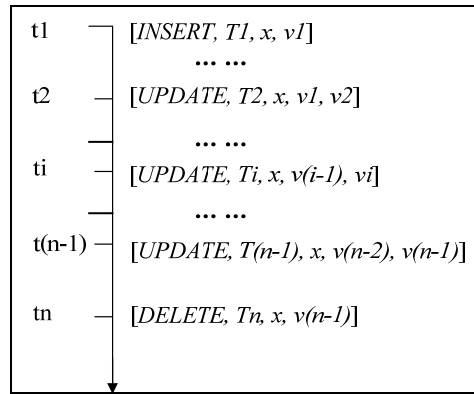 t1 [INSERT, T1, x, v1]
... ...
t2 [UPDATE, T2, x, v1, v2]
... ...
ti [UPDATE, Ti, x, v(i-1), vi]
... ...
t(n-1) [UPDATE, T(n-1), x, v(n-2), v(n-1)]
tn [DELETE, Tn, x, v(n-1)]